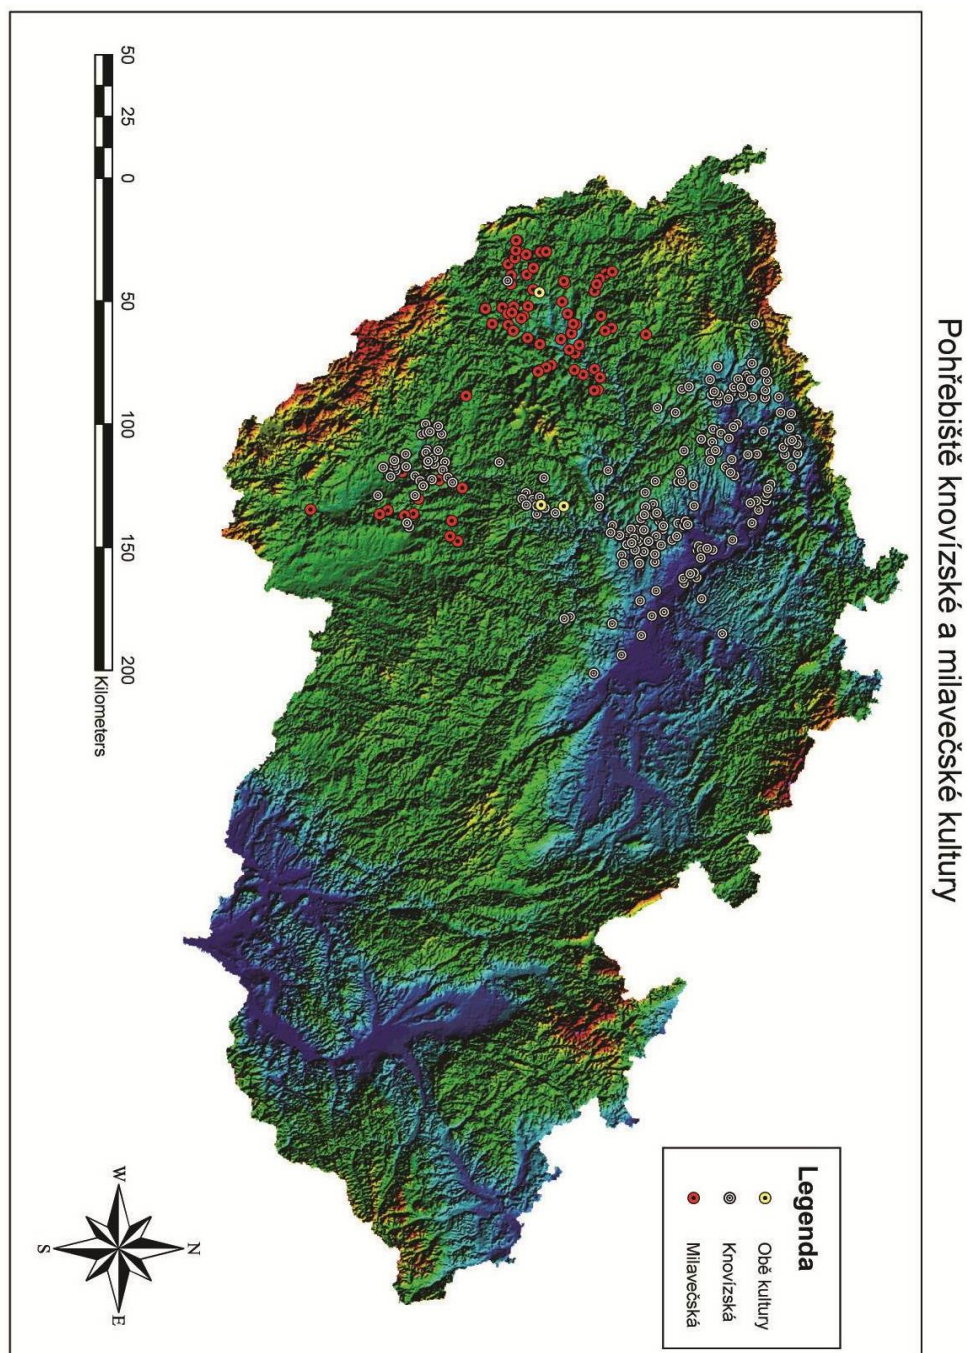 Pohřebiště knovízské a milavečské kultury
Legenda
Obě kultury
Knovízská
Milavečská
50 25 0 50 100 150 200
Kilometers
N
W
E
S